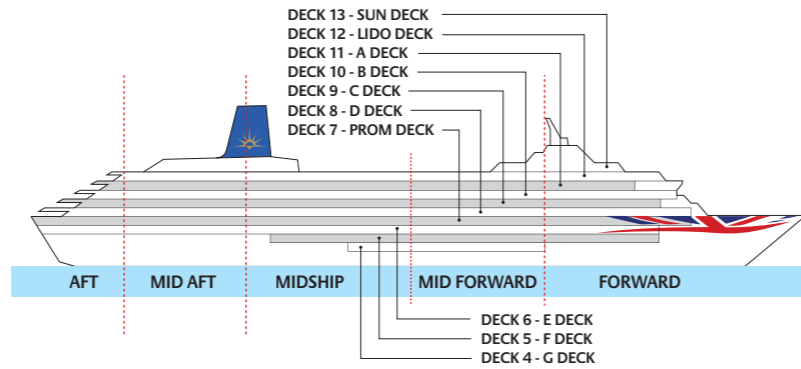 DECK 13 - SUN DECK
DECK 12 - LIDO DECK
DECK 11 - A DECK
DECK 10 - B DECK
DECK 9 - C DECK
DECK 8 - D DECK
DECK 7 - PROM DECK
AFT
MID AFT
MIDSHIP
MID FORWARD
FORWARD
DECK 6 - E DECK
DECK 5 - F DECK
DECK 4 - G DECK